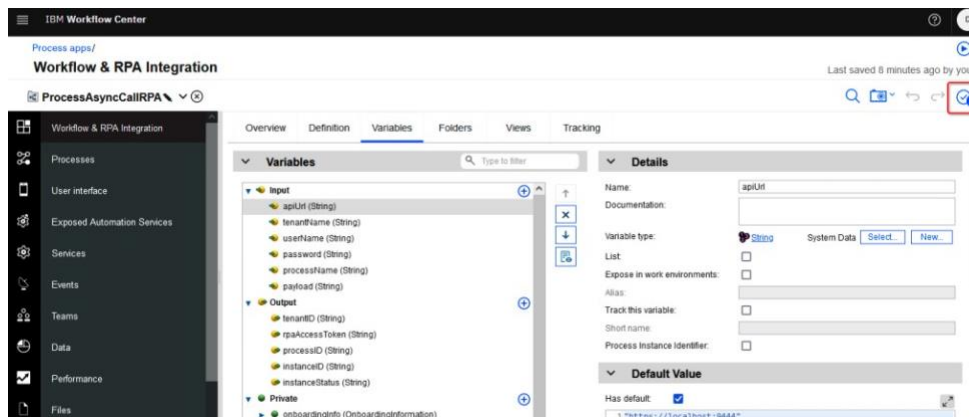 IBM Workflow Center
Process apps/
Workflow & RPA Integration
Last saved 8 minutes ago by you
ProcessAsyncCallRPA
Workflow & RPA Integration
Processes
User interface
Exposed Automation Services
Services
Events
Teams
Data
Performance
Files
Overview Definition Variables Folders Views Tracking
Variables
Type to filter
Input
apiUrl (String)
tenantName (String)
userName (String)
password (String)
processName (String)
payload (String)
Output
tenantID (String)
rpaAccessToken (String)
processID (String)
instanceID (String)
instanceStatus (String)
Private
onboardingInfo (OnboardingInformation)
Details
Name: apiUrl
Documentation:
Variable type: String System Data Select... New...
List
Expose in work environments:
Alias:
Track this variable:
Short name:
Process Instance Identifier:
Default Value
Has default
1 "https://localhost:9444"